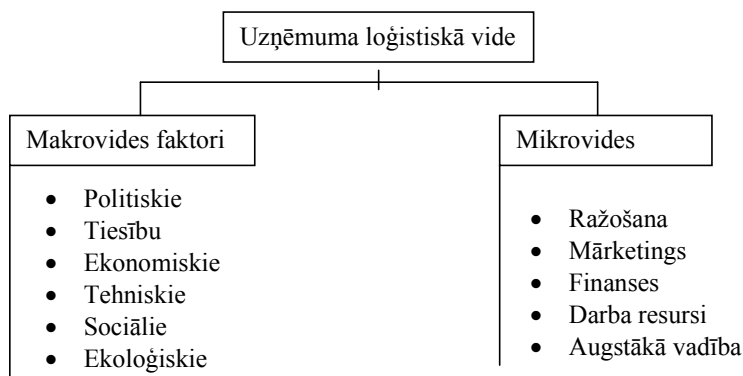 Uzņēmuma loģistiskā vide
Makrovides faktori
• Politiskie
• Tiesību
• Ekonomiskie
• Tehniskie
• Sociālie
• Ekoloģiskie
Mikrovides
• Ražošana
• Mārketings
• Finanses
• Darba resursi
• Augstākā vadība